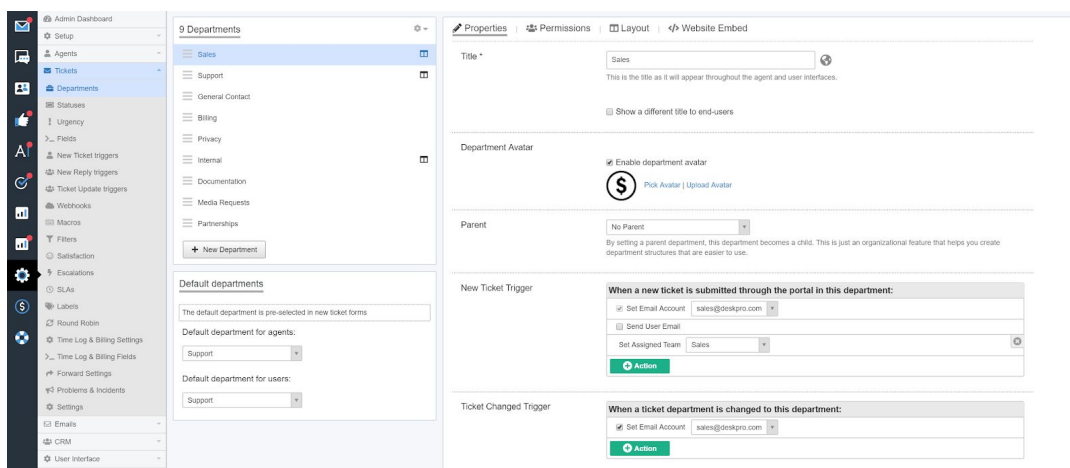 Admin Dashboard
Setup
Agents
Tickets
Departments
Statuses
Urgency
Fields
New Ticket triggers
New Reply triggers
Ticket Update triggers
Webhooks
Macros
Filters
Satisfaction
Escalations
SLAs
Labels
Round Robin
Time Log & Billing Settings
Time Log & Billing Fields
Forward Settings
Problems & Incidents
Settings
Emails
CRM
User Interface
9 Departments
Sales
Support
General Contact
Billing
Privacy
Internal
Documentation
Media Requests
Partnerships
+ New Department
Default departments
The default department is pre-selected in new ticket forms
Default department for agents:
Support
Default department for users:
Support
Properties | Permissions | Layout | </> Website Embed
Title *
Sales
This is the title as it will appear throughout the agent and user interfaces.
Show a different title to end-users
Department Avatar
Enable department avatar
$
Pick Avatar | Upload Avatar
Parent
No Parent
By setting a parent department, this department becomes a child. This is just an organizational feature that helps you create
department structures that are easier to use.
New Ticket Trigger
When a new ticket is submitted through the portal in this department:
Set Email Account sales@deskpro.com
Send User Email
Set Assigned Team Sales
Action
Ticket Changed Trigger
When a ticket department is changed to this department:
Set Email Account sales@deskpro.com
Action